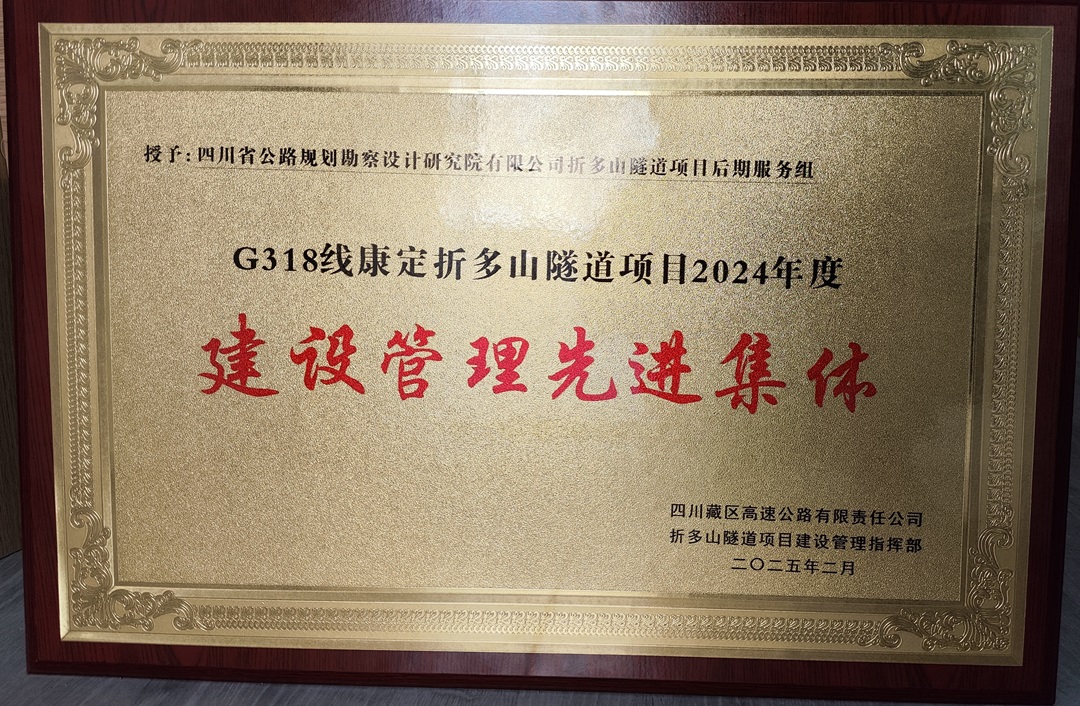 授予：四川省公路规划勘察设计研究院有限公司折多山隧道项目后期服务组
G318线康定折多山隧道项目2024年度
建设管理先进集体
四川藏区高速公路有限责任公司
折多山隧道项目建设管理指挥部
二〇二五年二月